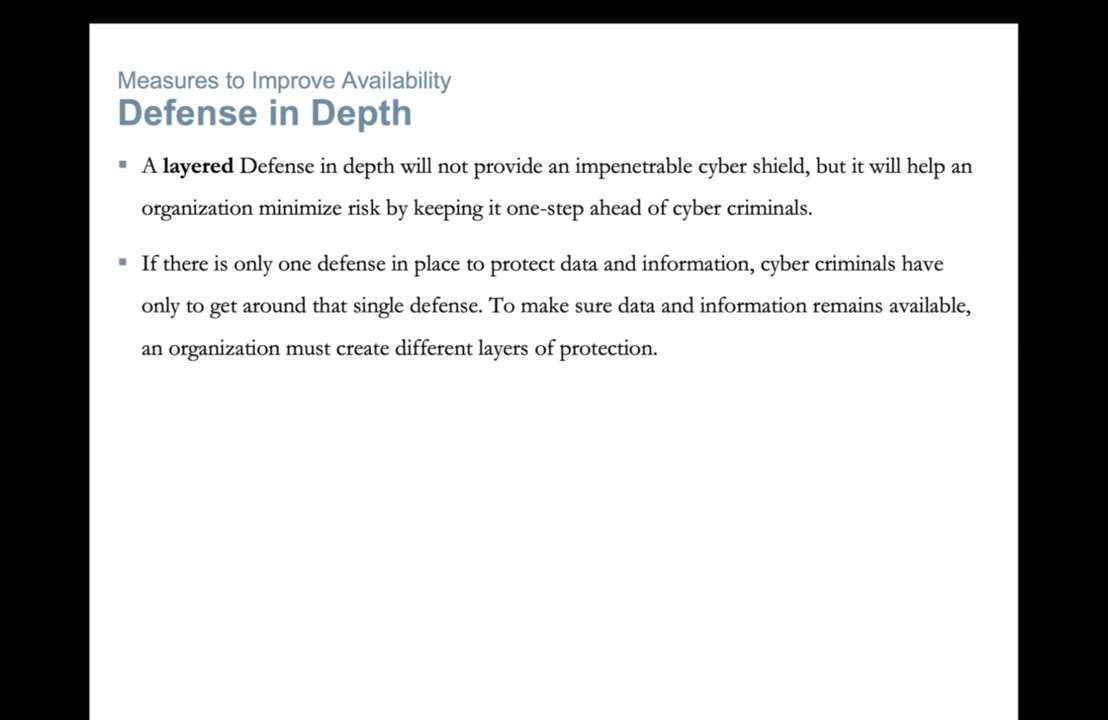 Measures to Improve Availability
Defense in Depth
▪ A layered Defense in depth will not provide an impenetrable cyber shield, but it will help an
organization minimize risk by keeping it one-step ahead of cyber criminals.
▪ If there is only one defense in place to protect data and information, cyber criminals have
only to get around that single defense. To make sure data and information remains available,
an organization must create different layers of protection.